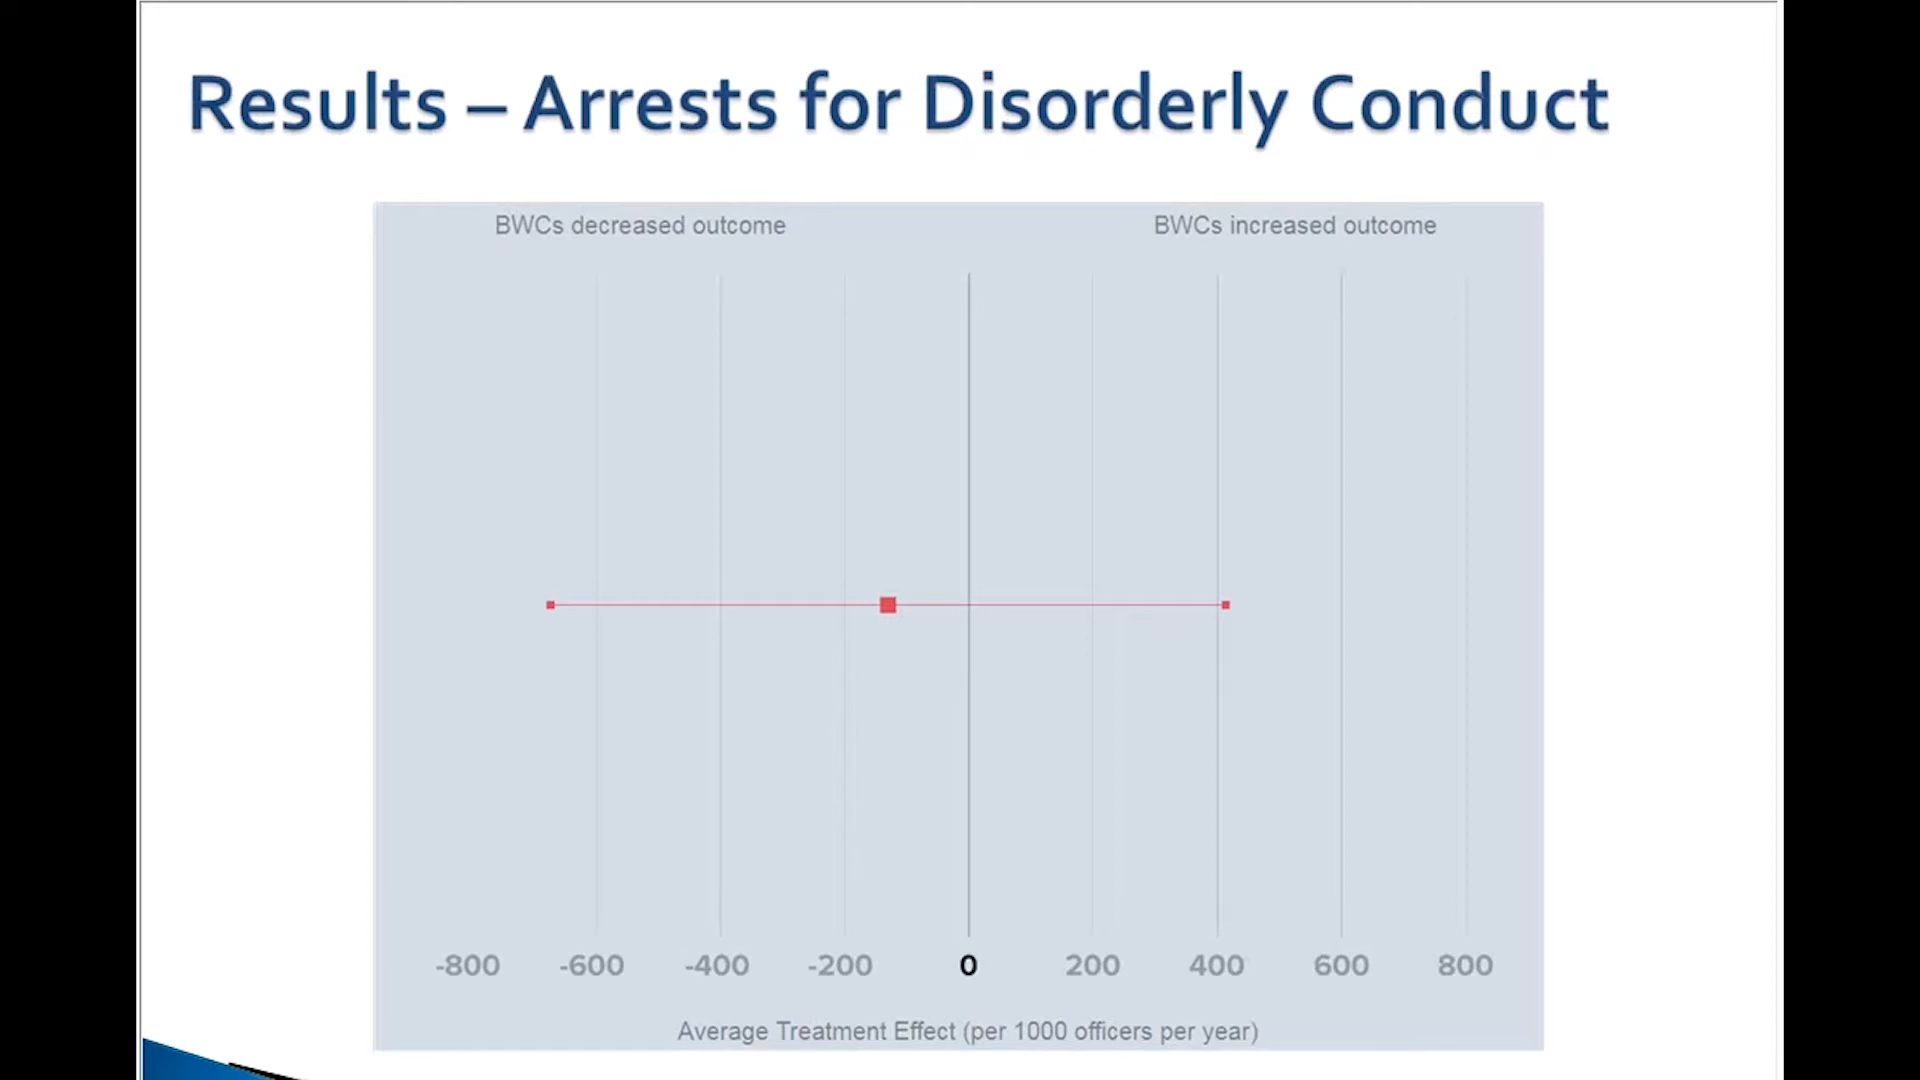 Results – Arrests for Disorderly Conduct
BWCs decreased outcome BWCs increased outcome
-800 -600 -400 -200 0 200 400 600 800
Average Treatment Effect (per 1000 officers per year)